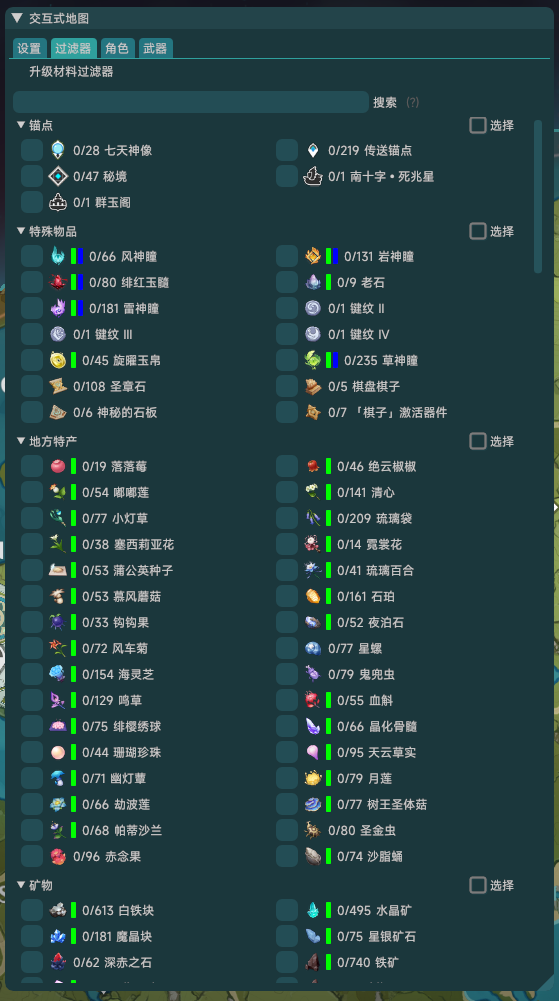 交互式地图
设置 过滤器 角色 武器
升级材料过滤器
搜索 (?)
锚点 选择
0/28 七天神像 0/219 传送锚点
0/47 秘境 0/1 南十字•死兆星
0/1 群玉阁
特殊物品 选择
0/66 风神瞳 0/131 岩神瞳
0/80 绯红玉髓 0/9 老石
0/181 雷神瞳 0/1 键纹 II
0/1 键纹 III 0/1 键纹 IV
0/45 旋曜玉帛 0/235 草神瞳
0/108 圣章石 0/5 棋盘棋子
0/6 神秘的石板 0/7 「棋子」激活器件
地方特产 选择
0/19 落落莓 0/46 绝云椒椒
0/54 嘟嘟莲 0/141 清心
0/77 小灯草 0/209 琉璃袋
0/38 塞西莉亚花 0/14 霓裳花
0/53 蒲公英种子 0/41 琉璃百合
0/53 慕风蘑菇 0/161 石珀
0/33 钩钩果 0/52 夜泊石
0/72 风车菊 0/77 星螺
0/154 海灵芝 0/79 鬼兜虫
0/129 鸣草 0/55 血斛
0/75 绯樱绣球 0/66 晶化骨髓
0/44 珊瑚珍珠 0/95 天云草实
0/71 幽灯蕈 0/79 月莲
0/66 劫波莲 0/77 树王圣体菇
0/68 帕蒂沙兰 0/80 圣金虫
0/96 赤念果 0/74 沙脂蛹
矿物 选择
0/613 白铁块 0/495 水晶矿
0/181 魔晶块 0/75 星银矿石
0/62 深赤之石 0/740 铁矿